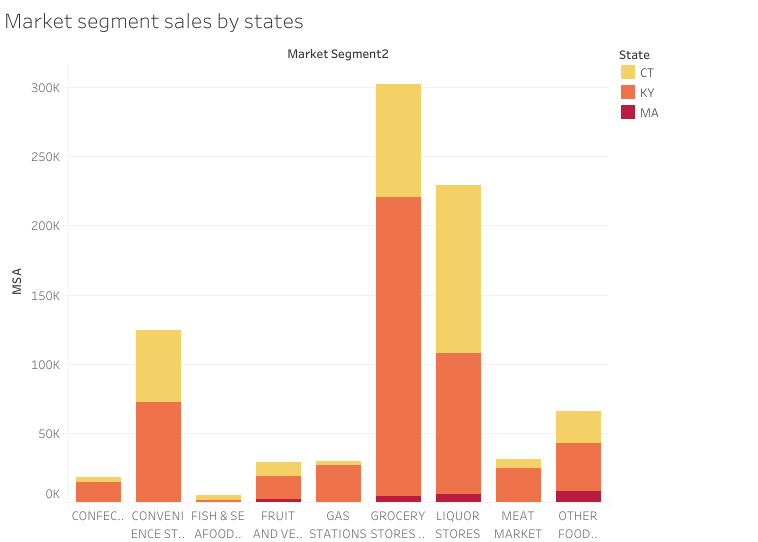 Market segment sales by states
Market Segment2
State
CT
KY
MA
300K
250K
200K
150K
100K
50K
0K
MSA
CONFEC..
CONVENI
ENCE ST..
FISH & SE
AFOOD..
FRUIT
AND VE..
GAS
STATIONS
GROCERY
STORES ..
LIQUOR
STORES
MEAT
MARKET
OTHER
FOOD..